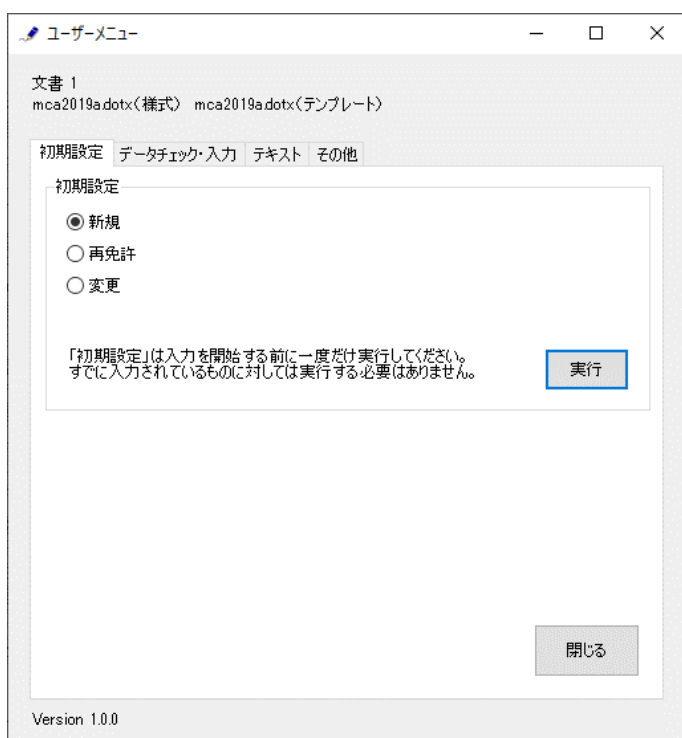 ユーザーメニュー
文書 1
mca2019a.dotx(様式) mca2019a.dotx(テンプレート)
初期設定 データチェック・入力 テキスト その他
初期設定
新規
再免許
変更
「初期設定」は入力を開始する前に一度だけ実行してください。
すでに入力されているものに対しては実行する必要はありません。
実行
閉じる
Version 1.0.0